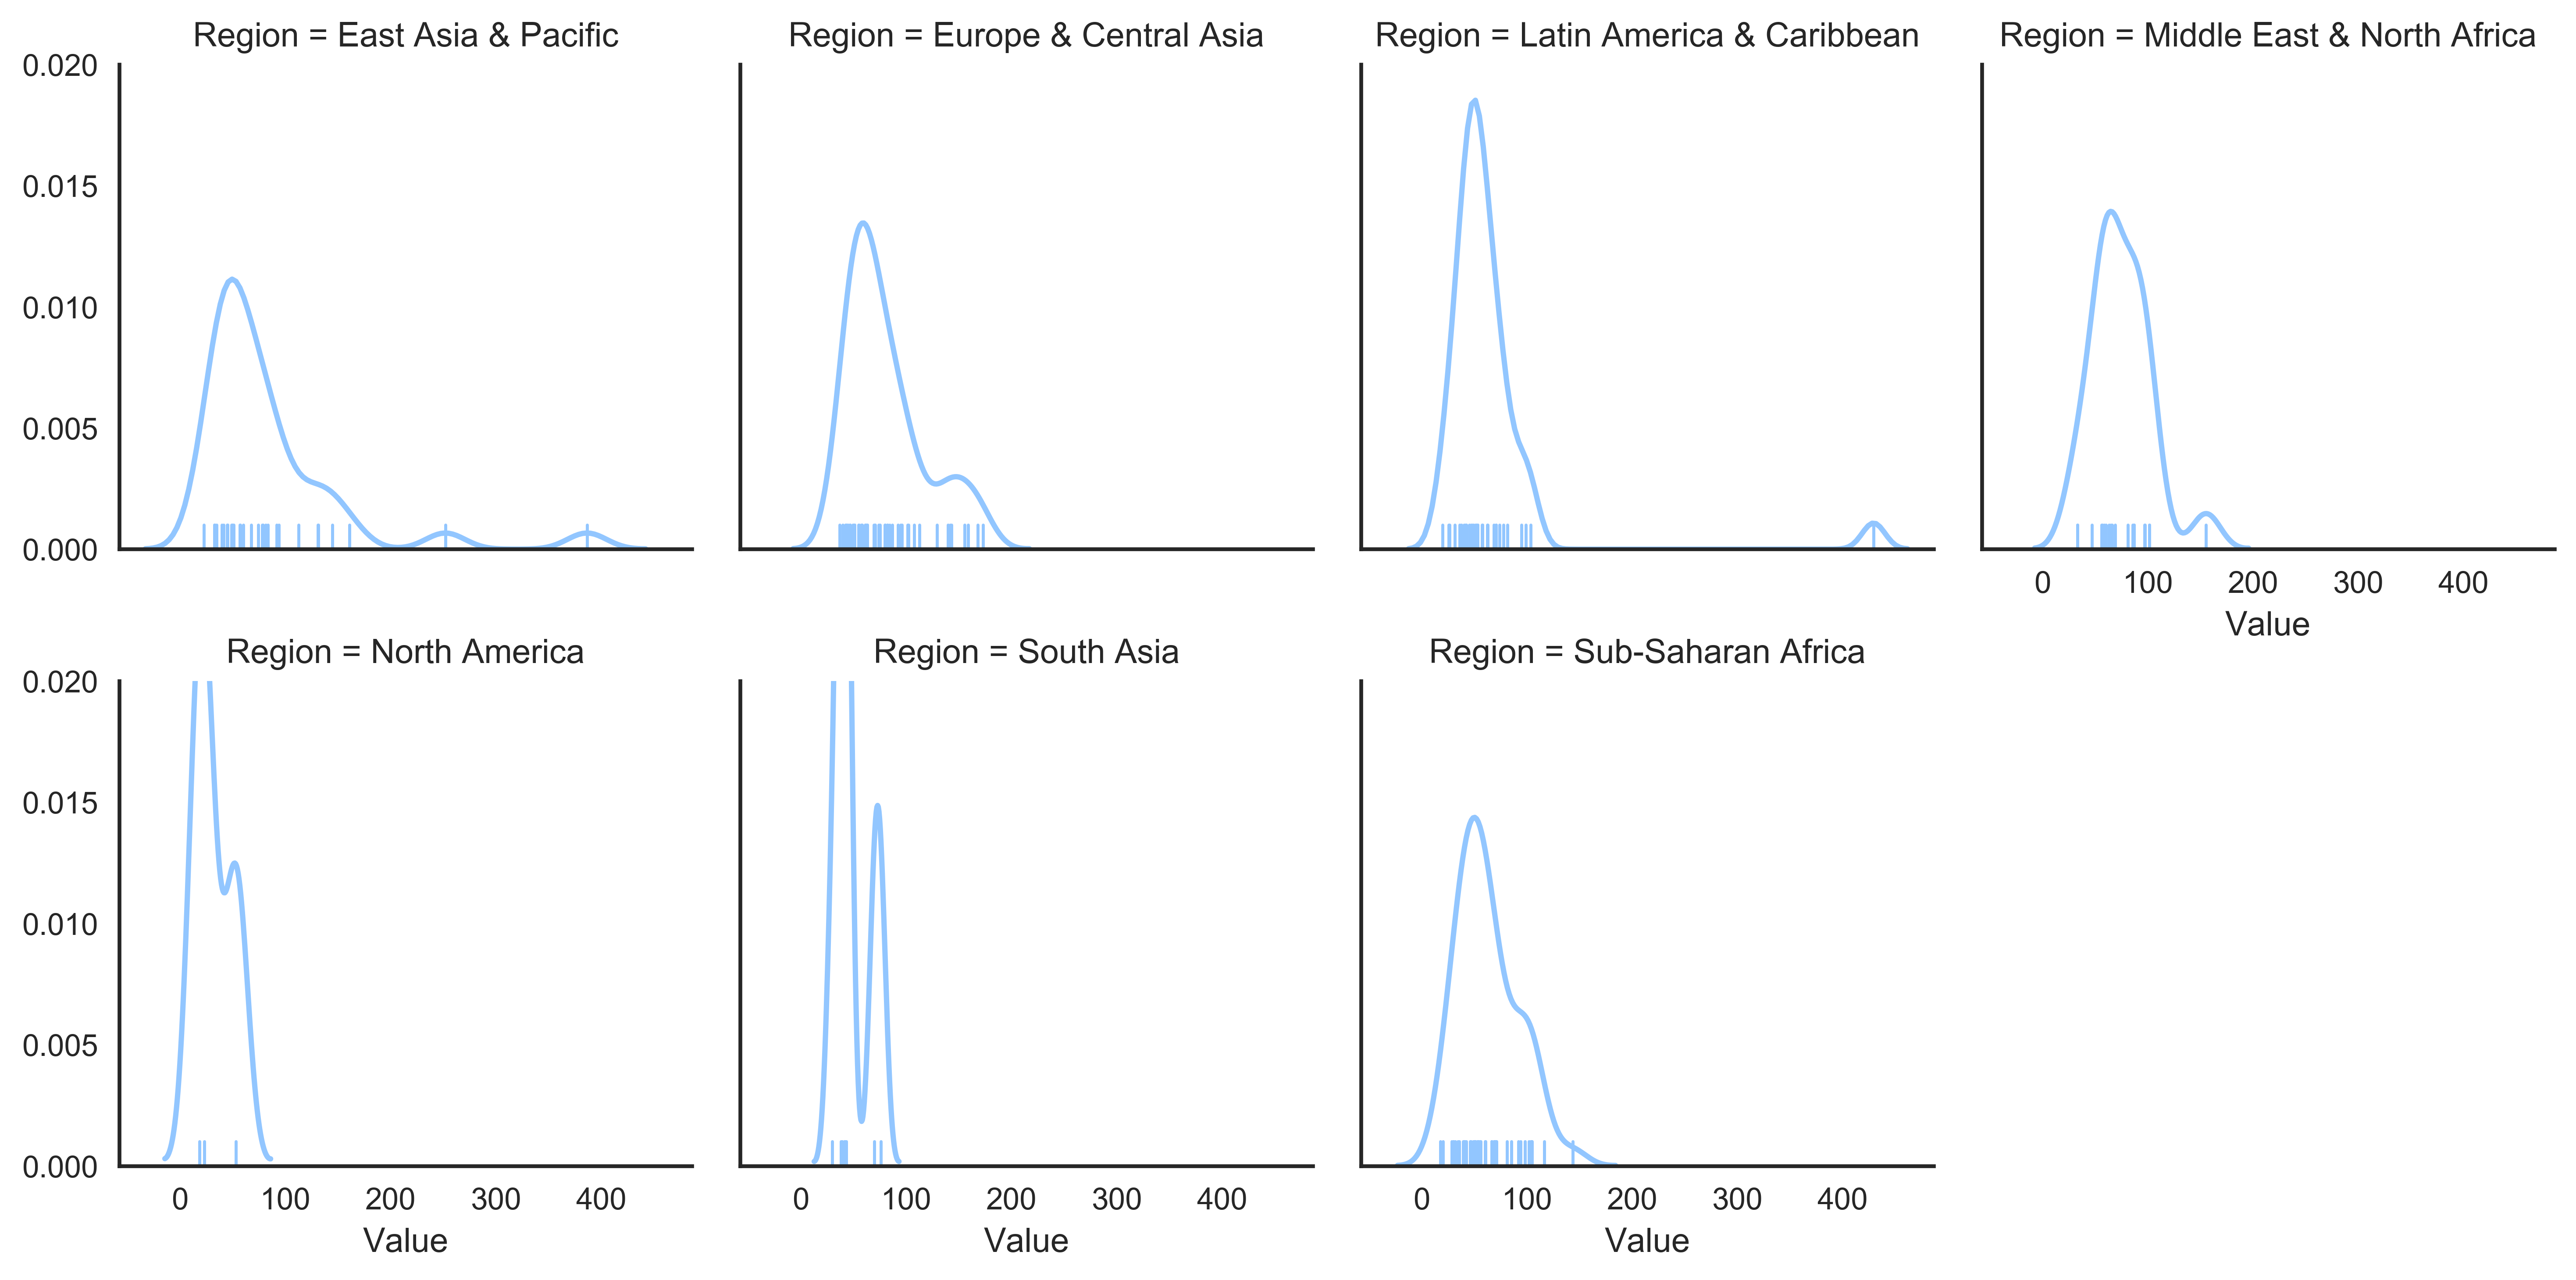 Region = East Asia & Pacific
Region = Europe & Central Asia
Region = Latin America & Caribbean
Region = Middle East & North Africa
0.020
0.015
0.010
0.005
0.000
0 100 200 300 400
Value
Region = North America
Region = South Asia
Region = Sub-Saharan Africa
0.020
0.015
0.010
0.005
0.000
0 100 200 300 400
Value
0 100 200 300 400
Value
0 100 200 300 400
Value